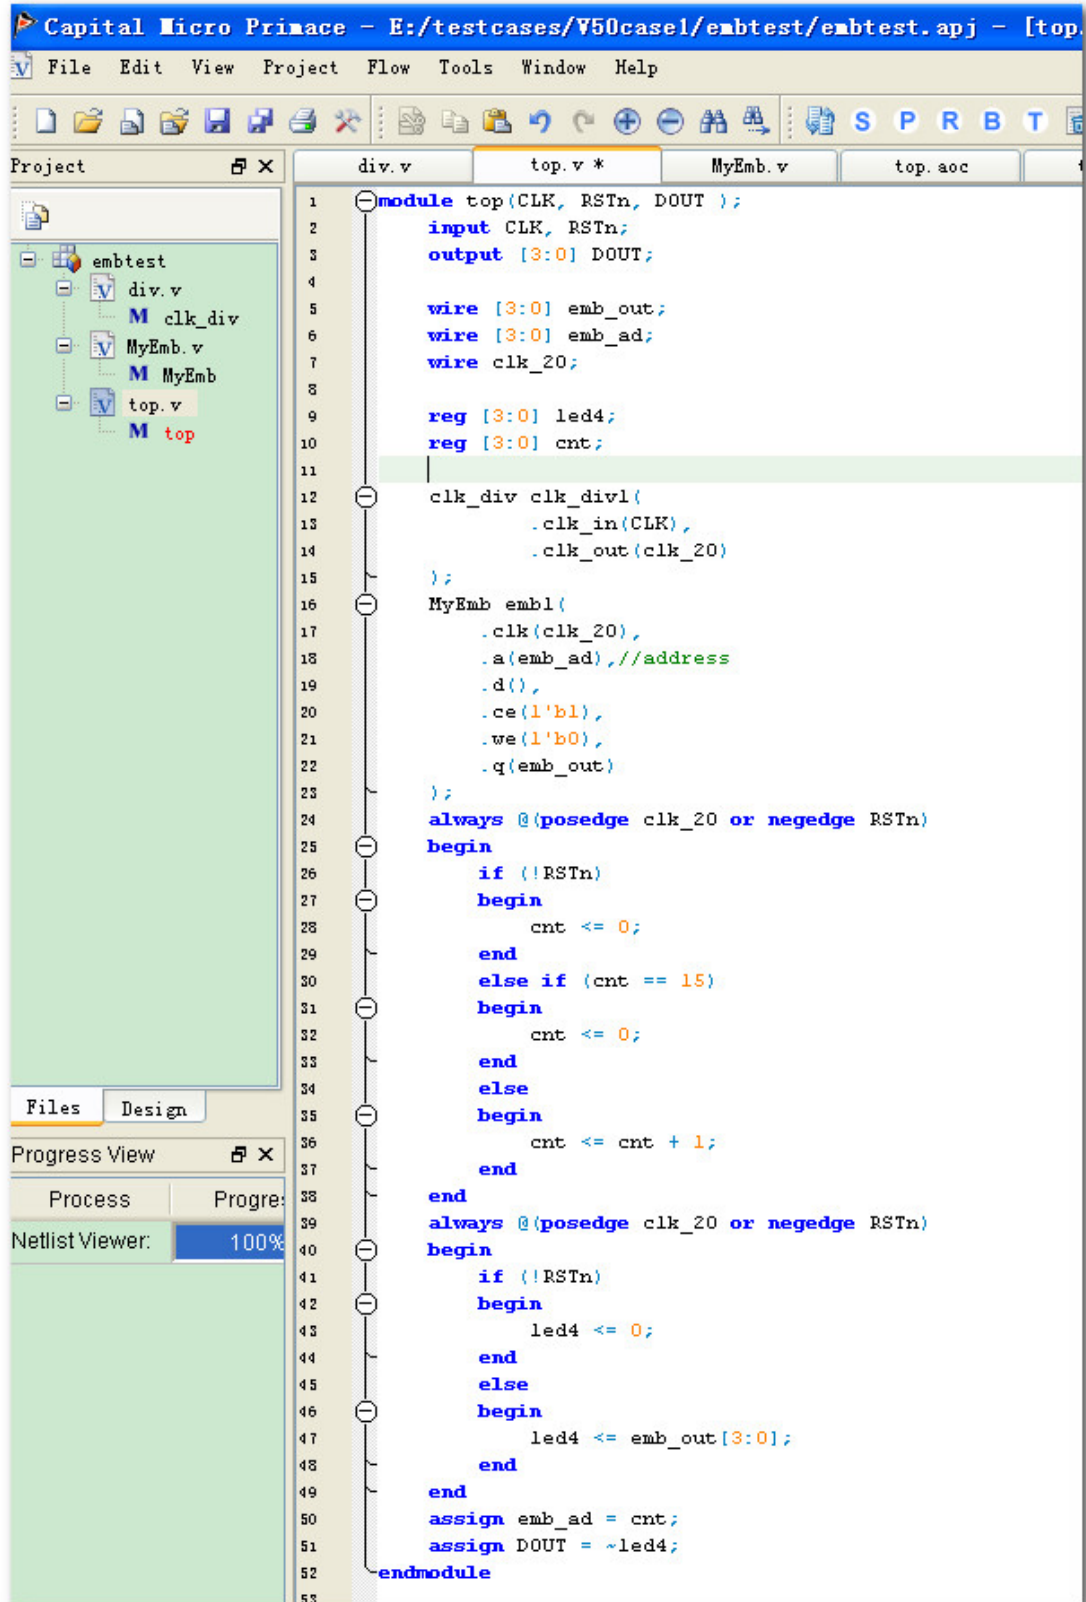 Capital Micro Primace - E:/testcases/V50case1/embtest/embtest.apj - [top.
File Edit View Project Flow Tools Window Help
S P R B T
Project
div.v top.v * MyEmb.v top.aoc
embtest
div.v
M clk_div
MyEmb.v
M MyEmb
top.v
M top
Files Design
Progress View
Process Progre
Netlist Viewer: 100%
1 module top(CLK, RSTn, DOUT );
2 input CLK, RSTn;
3 output [3:0] DOUT;
4
5 wire [3:0] emb_out;
6 wire [3:0] emb_ad;
7 wire clk_20;
8
9 reg [3:0] led4;
10 reg [3:0] cnt;
11
12 clk_div clk_div1(
13 .clk_in(CLK),
14 .clk_out(clk_20)
15 );
16 MyEmb emb1(
17 .clk(clk_20),
18 .a(emb_ad),//address
19 .d(),
20 .ce(1'b1),
21 .we(1'b0),
22 .q(emb_out)
23 );
24 always @(posedge clk_20 or negedge RSTn)
25 begin
26 if (!RSTn)
27 begin
28 cnt <= 0;
29 end
30 else if (cnt == 15)
31 begin
32 cnt <= 0;
33 end
34 else
35 begin
36 cnt <= cnt + 1;
37 end
38 end
39 always @(posedge clk_20 or negedge RSTn)
40 begin
41 if (!RSTn)
42 begin
43 led4 <= 0;
44 end
45 else
46 begin
47 led4 <= emb_out[3:0];
48 end
49 end
50 assign emb_ad = cnt;
51 assign DOUT = ~led4;
52 endmodule
53